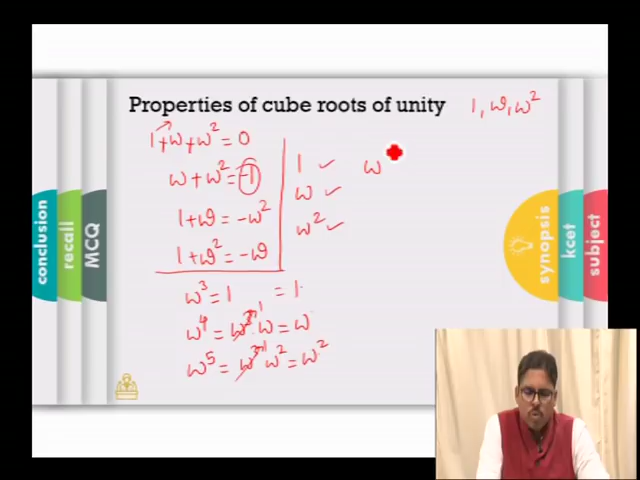 Properties of cube roots of unity 1, ω, ω²
1 + ω + ω² = 0
ω + ω² = -1
1 + ω = -ω²
1 + ω² = -ω
ω³ = 1 = 1
ω⁴ = ω³·ω = ω
ω⁵ = ω³ ω² = ω²
1 ✓
ω ✓
ω² ✓
ω
conclusion
recall
MCQ
synopsis
kcet
subject